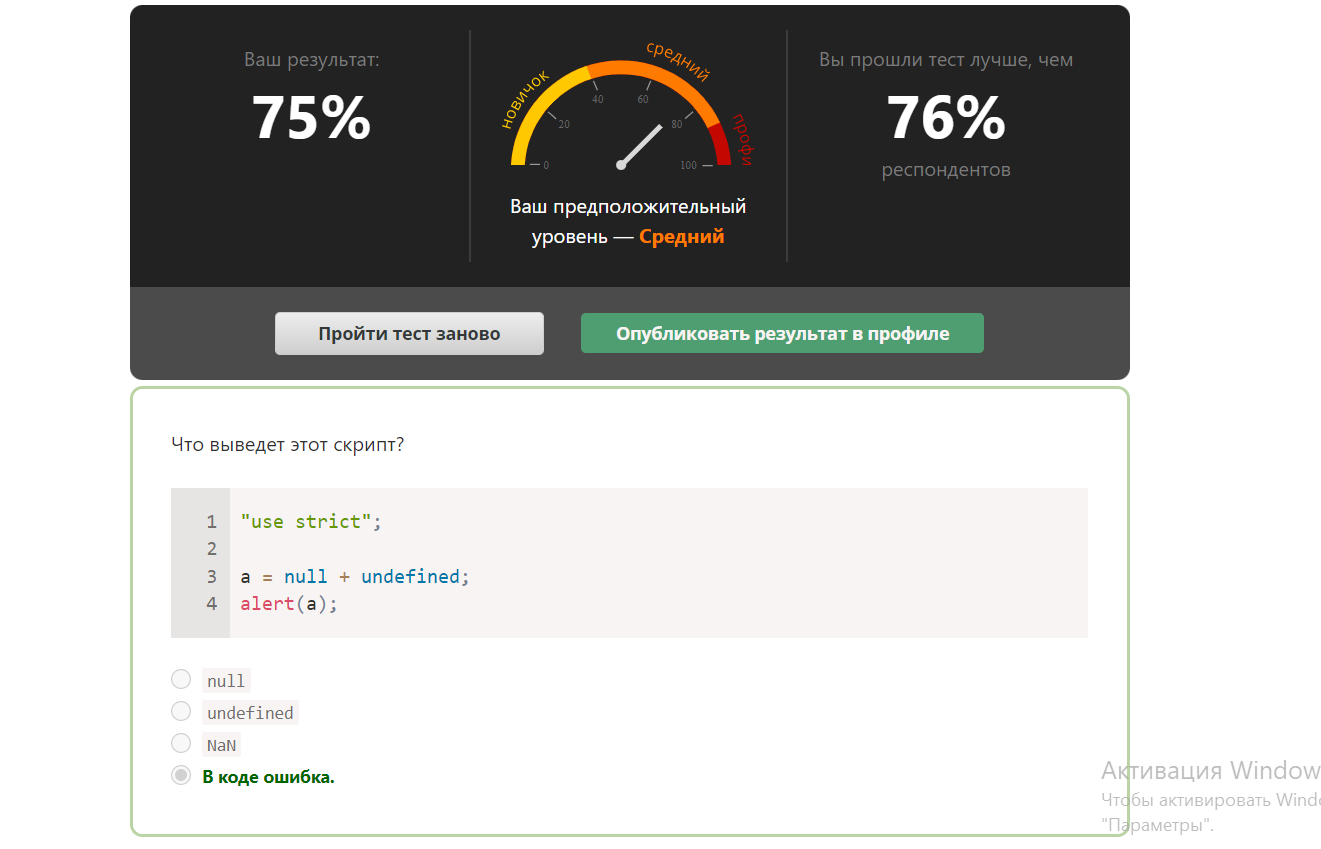 Ваш результат:
75%
новичок
средний
профи
0
20
40
60
80
100
Ваш предположительный
уровень — Средний
Вы прошли тест лучше, чем
76%
респондентов
Пройти тест заново
Опубликовать результат в профиле
Что выведет этот скрипт?
1 "use strict";
2
3 a = null + undefined;
4 alert(a);
null
undefined
NaN
В коде ошибка.
Активация Window
Чтобы активировать Wind
"Параметры".